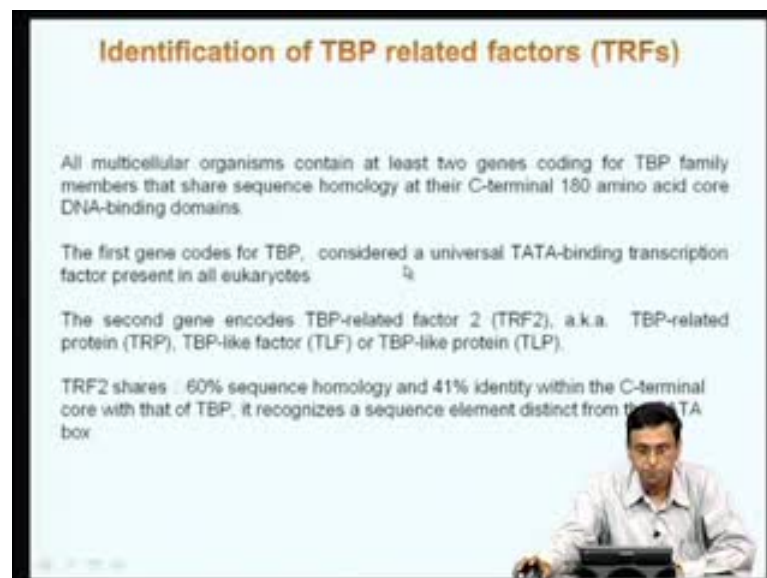 Identification of TBP related factors (TRFs)
All multicellular organisms contain at least two genes coding for TBP family
members that share sequence homology at their C-terminal 180 amino acid core
DNA-binding domains.
The first gene codes for TBP, considered a universal TATA-binding transcription
factor present in all eukaryotes
The second gene encodes TBP-related factor 2 (TRF2), a.k.a. TBP-related
protein (TRP), TBP-like factor (TLF) or TBP-like protein (TLP).
TRF2 shares : 60% sequence homology and 41% identity within the C-terminal
core with that of TBP, it recognizes a sequence element distinct from
box